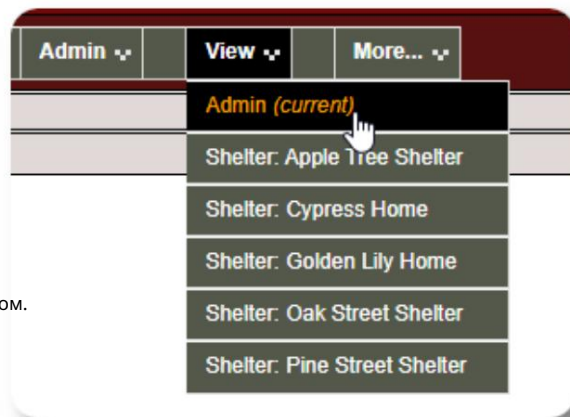 Admin View More...
Admin (current)
Shelter: Apple Tree Shelter
Shelter: Cypress Home
Shelter: Golden Lily Home
ом.
Shelter: Oak Street Shelter
Shelter: Pine Street Shelter